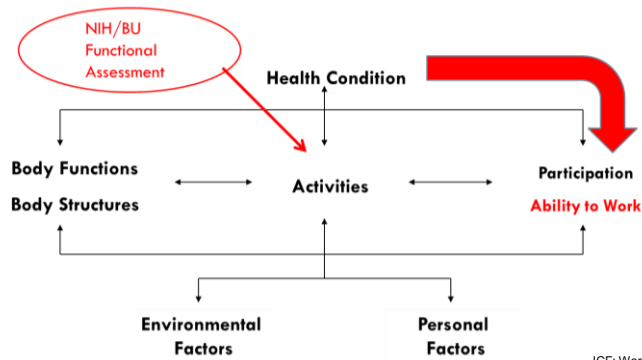 NIH/BU
Functional
Assessment
Health Condition
Body Functions
Body Structures
Activities
Participation
Ability to Work
Environmental
Factors
Personal
Factors